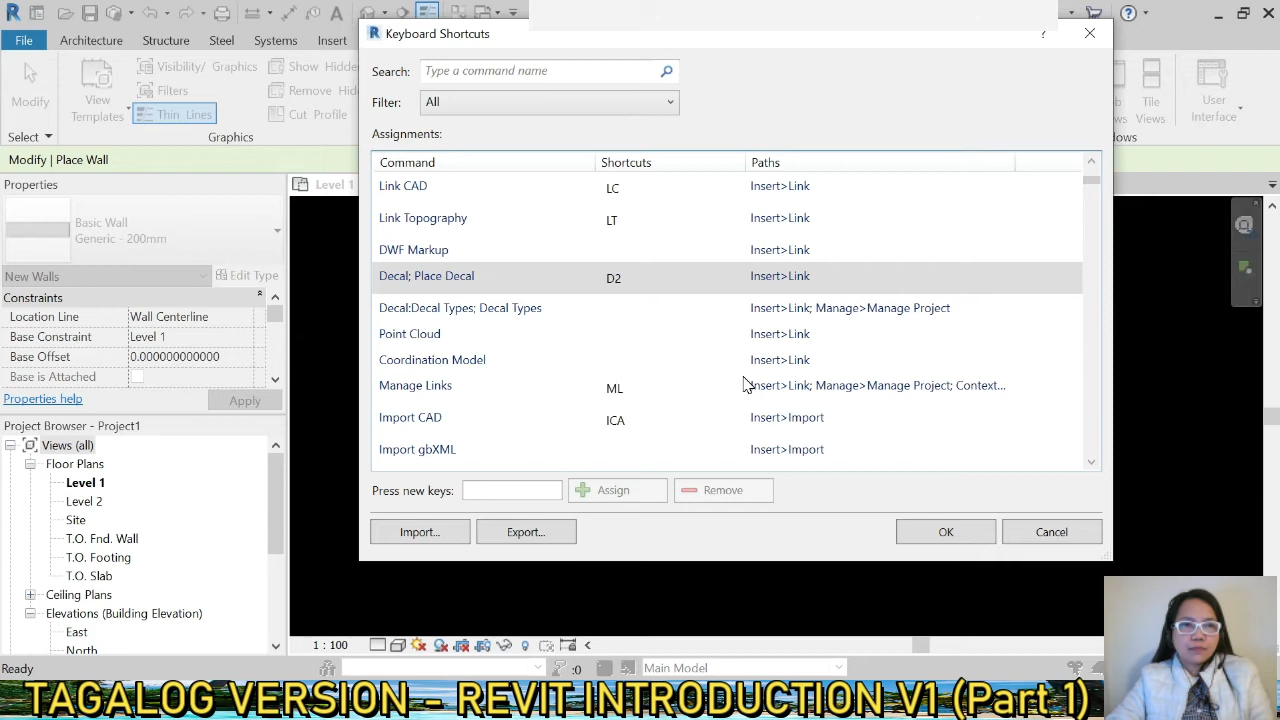 Keyboard Shortcuts
File
Architecture
Structure
Steel
Systems
Insert
Modify
View
Templates
Visibility/ Graphics
Filters
Thin Lines
Show Hidde
Remove Hi
Cut Profile
Tile
Views
User
Interface
Select
Graphics
dows
Modify | Place Wall
Search:
Type a command name
Filter:
All
Assignments:
Command Shortcuts Paths
Link CAD LC Insert>Link
Link Topography LT Insert>Link
DWF Markup Insert>Link
Decal; Place Decal D2 Insert>Link
Decal:Decal Types; Decal Types Insert>Link; Manage>Manage Project
Point Cloud Insert>Link
Coordination Model Insert>Link
Manage Links ML Insert>Link; Manage>Manage Project; Context...
Import CAD ICA Insert>Import
Import gbXML Insert>Import
Press new keys:
Assign
Remove
Import...
Export...
OK
Cancel
Properties
Level 1
Basic Wall
Generic - 200mm
New Walls
Edit Type
Constraints
Location Line Wall Centerline
Base Constraint Level 1
Base Offset 0.000000000000
Base is Attached
Properties help
Apply
Project Browser - Project1
Views (all)
Floor Plans
Level 1
Level 2
Site
T.O. Fnd. Wall
T.O. Footing
T.O. Slab
Ceiling Plans
Elevations (Building Elevation)
East
North
1 : 100
Ready
:0
Main Model
TAGALOG VERSION - REVIT INTRODUCTION V1 (Part 1)